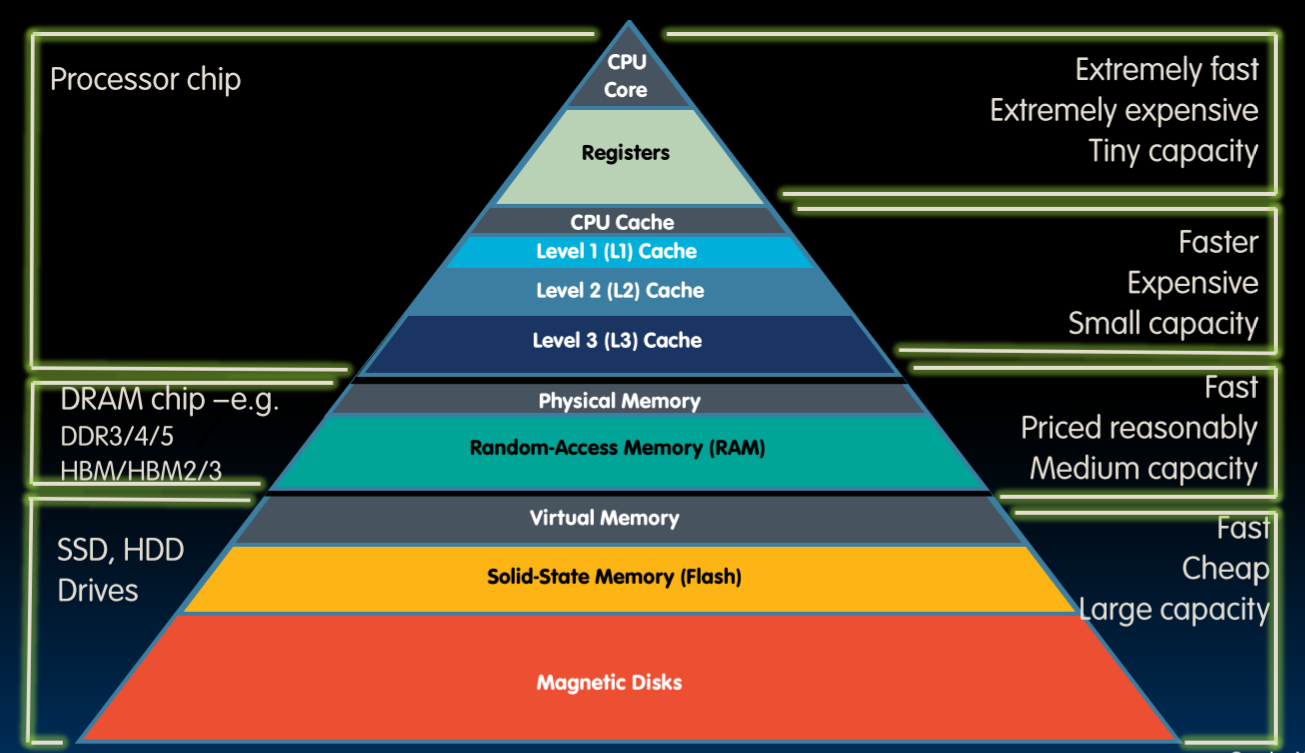 Processor chip
CPU
Core
Registers
CPU Cache
Level 1 (L1) Cache
Level 2 (L2) Cache
Level 3 (L3) Cache
Extremely fast
Extremely expensive
Tiny capacity
Faster
Expensive
Small capacity
DRAM chip –e.g.
DDR3/4/5
HBM/HBM2/3
Physical Memory
Random-Access Memory (RAM)
Fast
Priced reasonably
Medium capacity
SSD, HDD
Drives
Virtual Memory
Solid-State Memory (Flash)
Magnetic Disks
Fast
Cheap
Large capacity